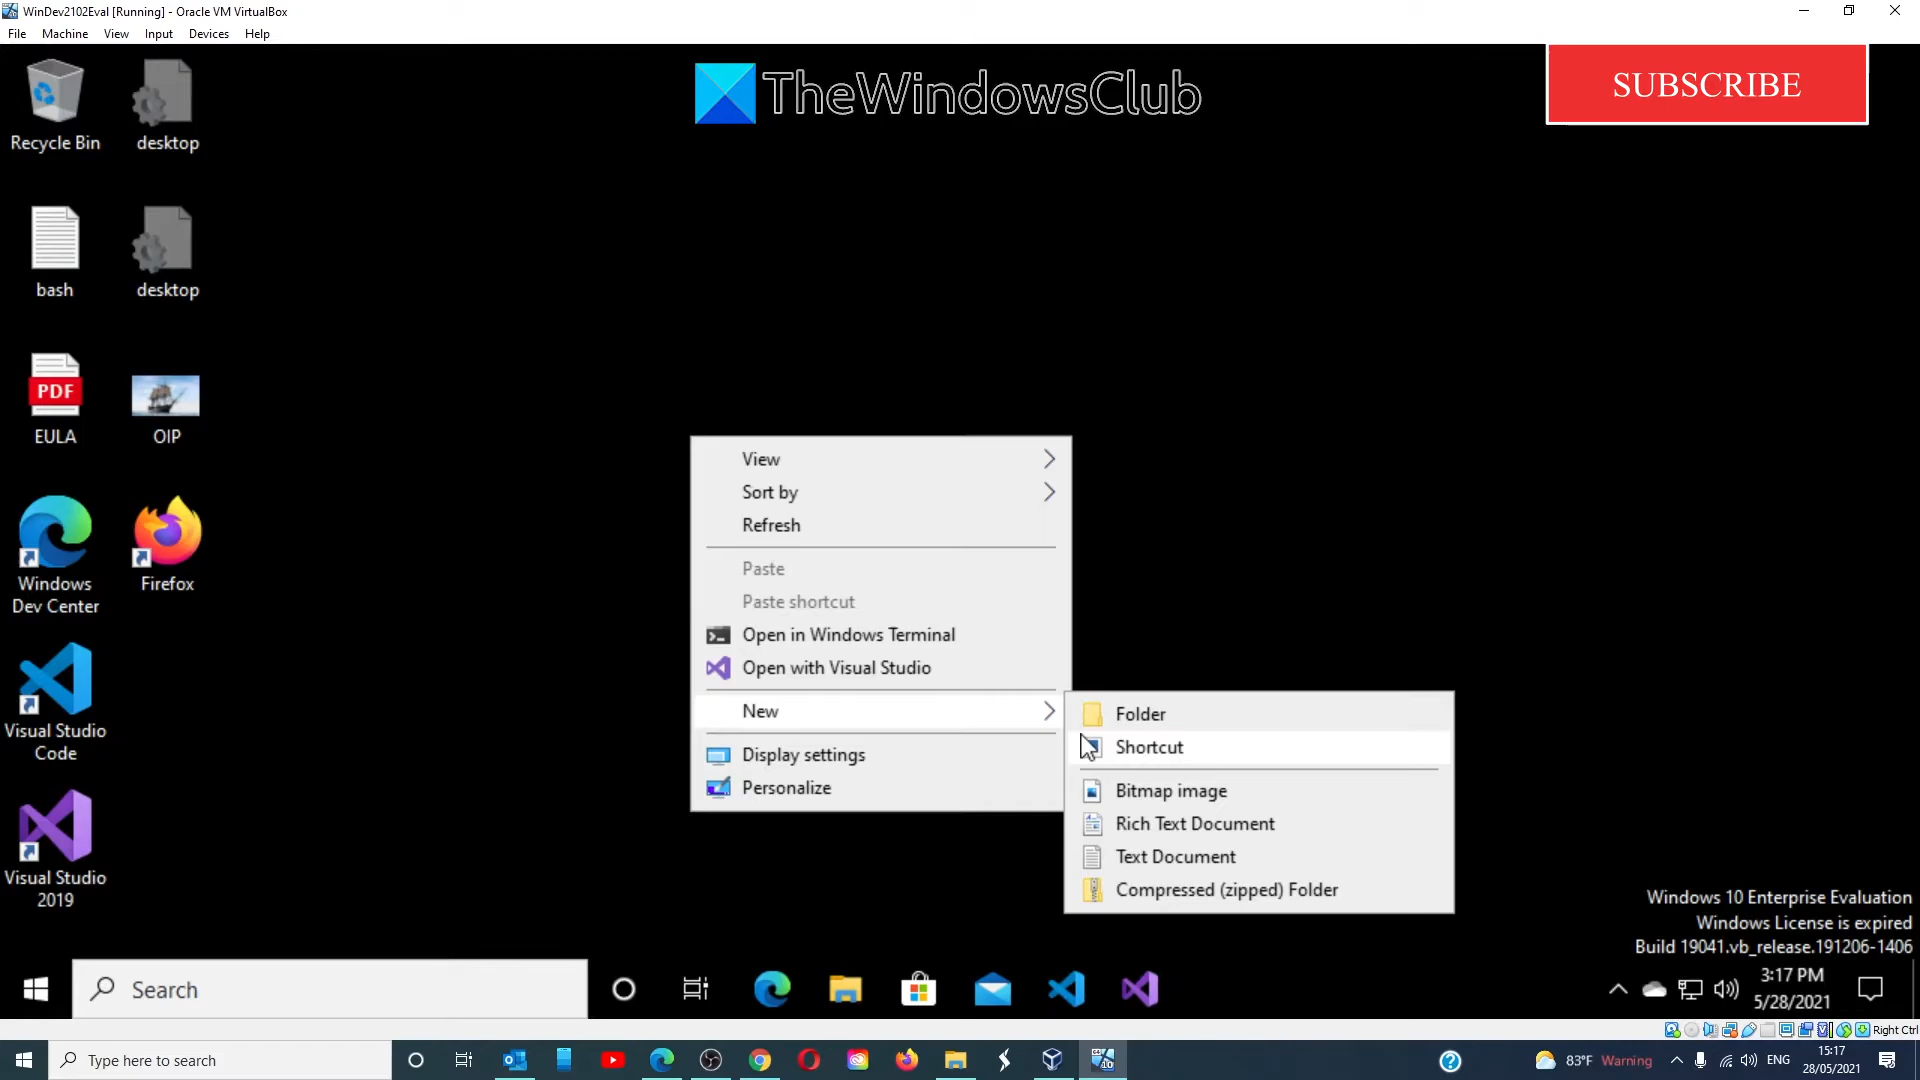 WinDev2102Eval [Running] - Oracle VM VirtualBox
File Machine View Input Devices Help
TheWindowsClub
SUBSCRIBE
Recycle Bin
desktop
bash
desktop
PDF
EULA
OIP
Windows
Dev Center
Firefox
Visual Studio
Code
Visual Studio
2019
View
Sort by
Refresh
Paste
Paste shortcut
Open in Windows Terminal
Open with Visual Studio
New
Display settings
Personalize
Folder
Shortcut
Bitmap image
Rich Text Document
Text Document
Compressed (zipped) Folder
Windows 10 Enterprise Evaluation
Windows License is expired
Build 19041.vb_release.191206-1406
Search
3:17 PM
5/28/2021
Right Ctrl
Type here to search
83°F Warning
ENG
15:17
28/05/2021